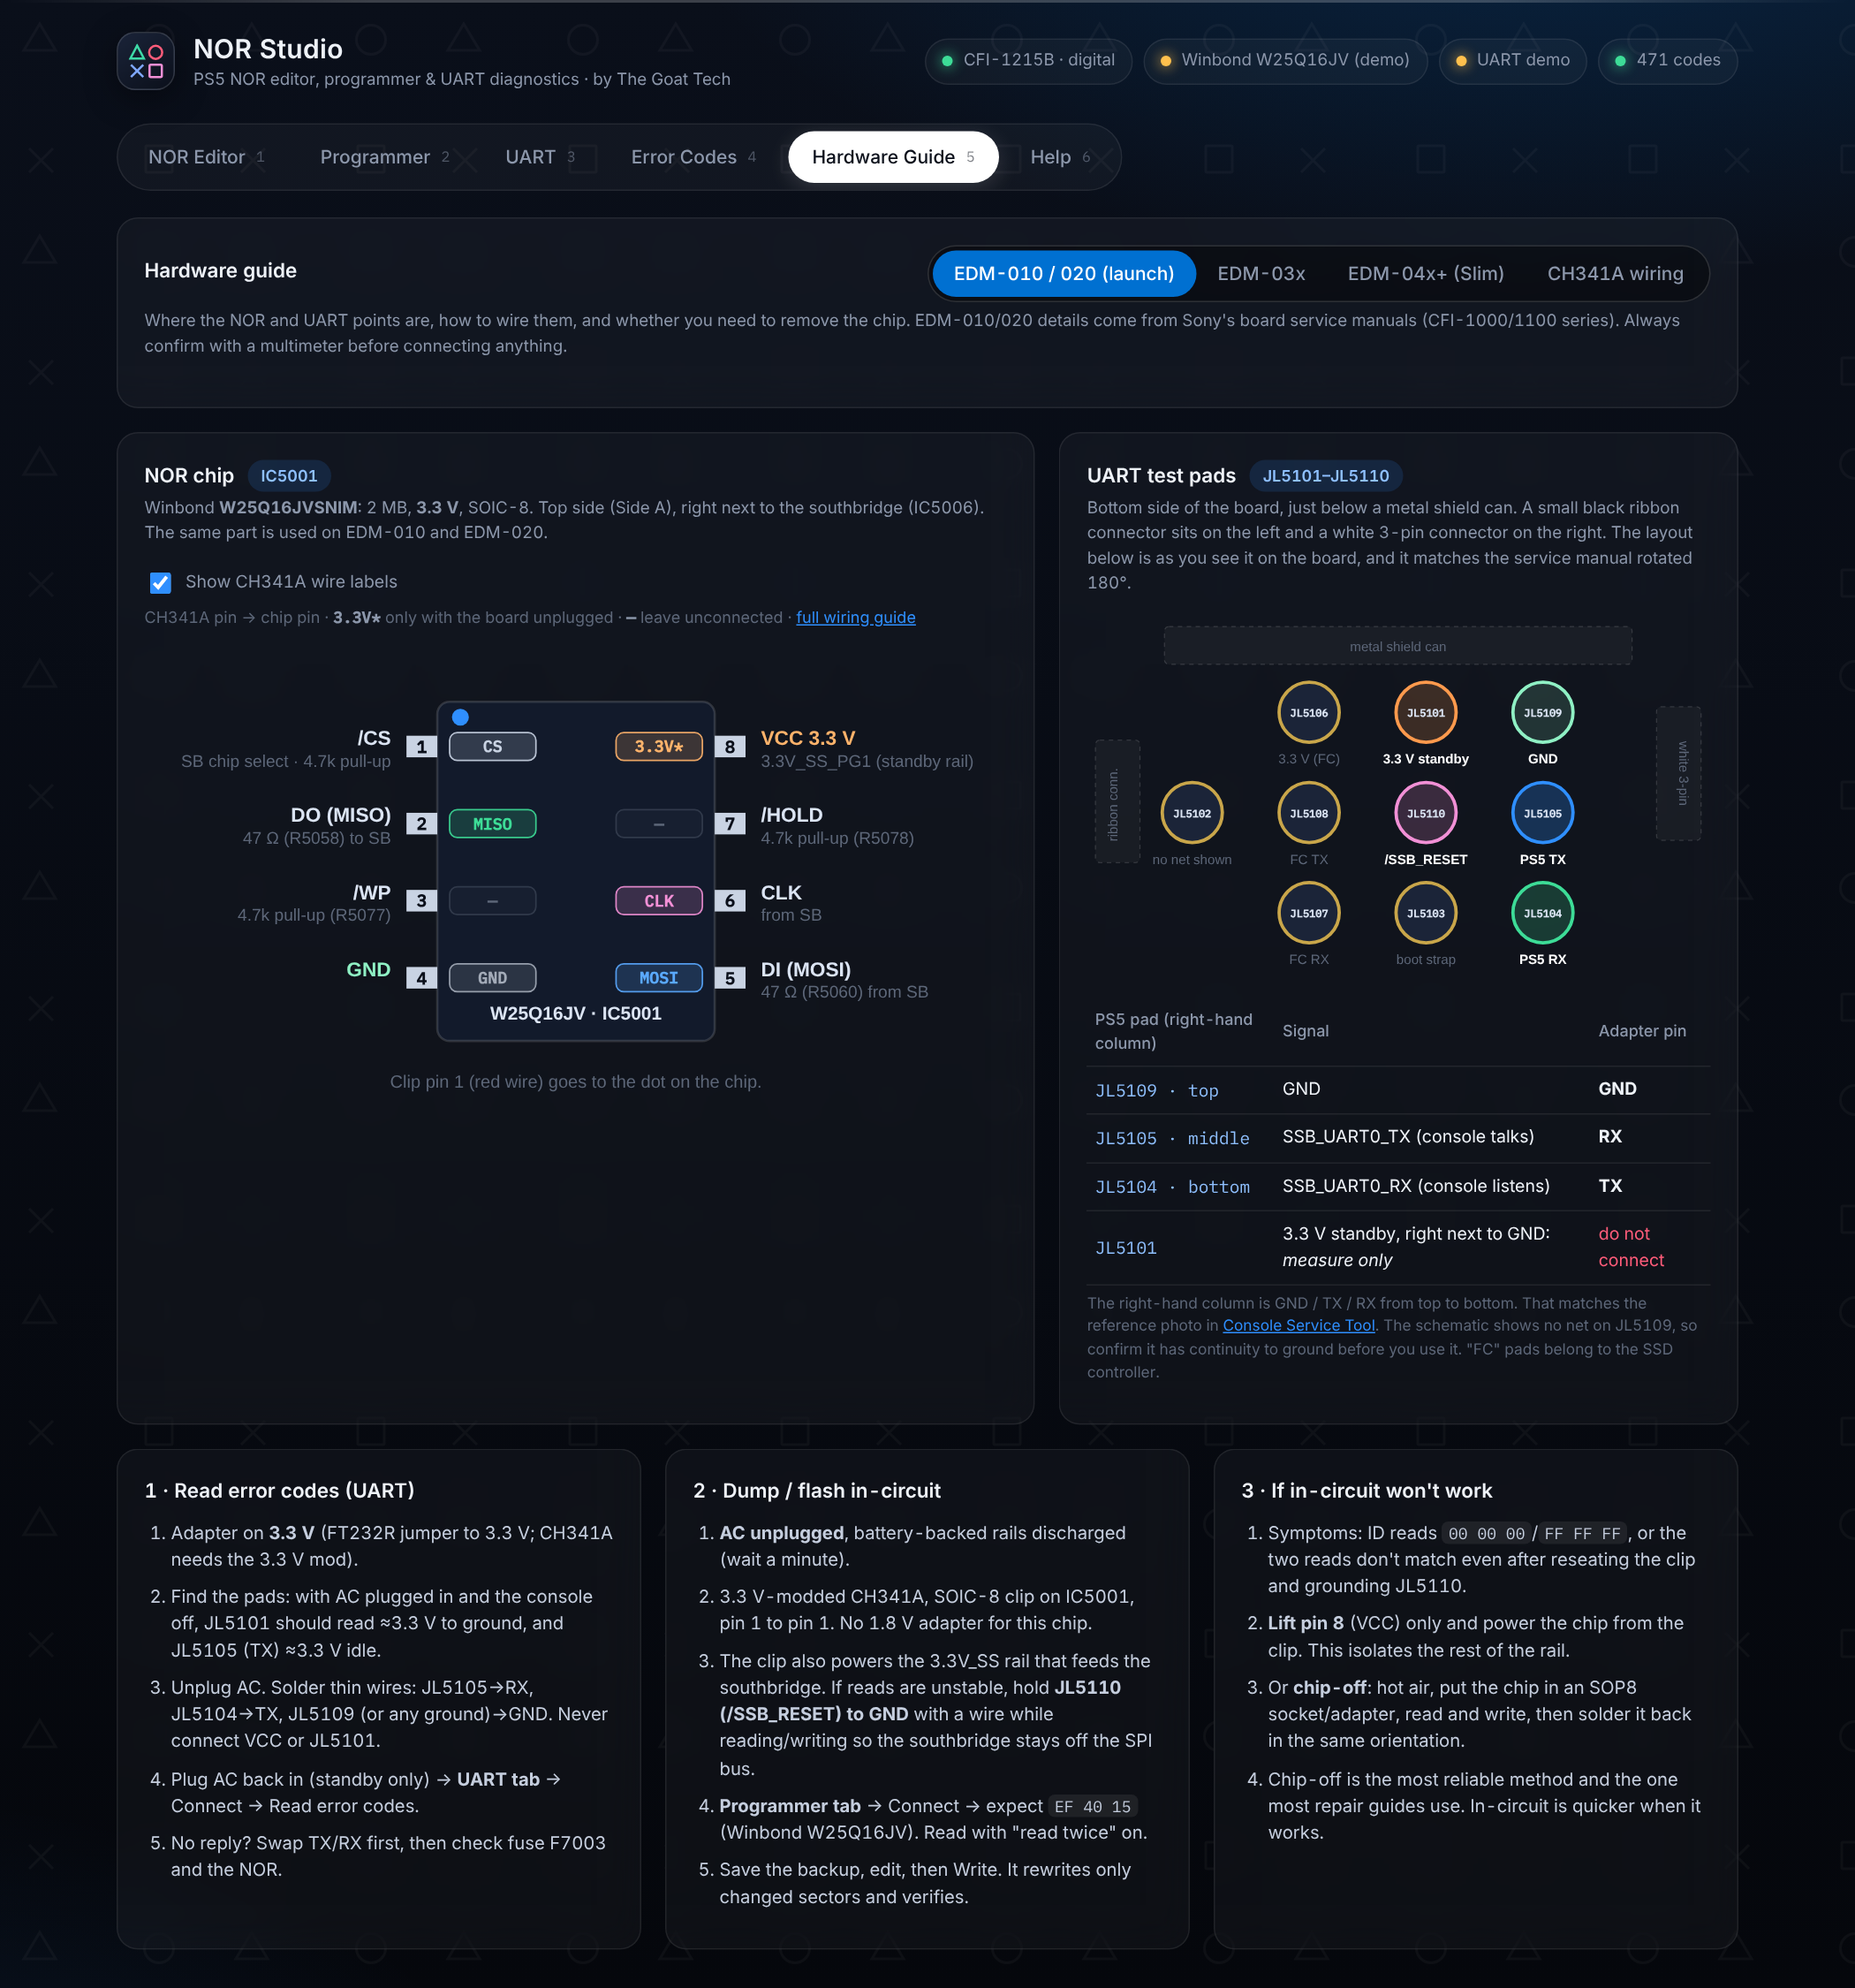 NOR Studio
PS5 NOR editor, programmer & UART diagnostics · by The Goat Tech
CFI-1215B · digital
Winbond W25Q16JV (demo)
UART demo
471 codes
NOR Editor 1
Programmer 2
UART 3
Error Codes 4
Hardware Guide 5
Help 6
Hardware guide
EDM-010 / 020 (launch)
EDM-03x
EDM-04x+ (Slim)
CH341A wiring
Where the NOR and UART points are, how to wire them, and whether you need to remove the chip. EDM-010/020 details come from Sony's board service manuals (CFI-1000/1100 series). Always
confirm with a multimeter before connecting anything.
NOR chip IC5001
Winbond W25Q16JVSNIM: 2 MB, 3.3 V, SOIC-8. Top side (Side A), right next to the southbridge (IC5006).
The same part is used on EDM-010 and EDM-020.
Show CH341A wire labels
CH341A pin → chip pin · 3.3V* only with the board unplugged · — leave unconnected · full wiring guide
/CS
SB chip select · 4.7k pull-up
1
CS
3.3V*
8
VCC 3.3 V
3.3V_SS_PG1 (standby rail)
DO (MISO)
47 Ω (R5058) to SB
2
MISO
—
7
/HOLD
4.7k pull-up (R5078)
/WP
4.7k pull-up (R5077)
3
—
CLK
6
CLK
from SB
GND
4
GND
MOSI
5
DI (MOSI)
47 Ω (R5060) from SB
W25Q16JV · IC5001
Clip pin 1 (red wire) goes to the dot on the chip.
UART test pads JL5101–JL5110
Bottom side of the board, just below a metal shield can. A small black ribbon
connector sits on the left and a white 3-pin connector on the right. The layout
below is as you see it on the board, and it matches the service manual rotated
180°.
metal shield can
JL5106
JL5101
JL5109
3.3 V (FC)
3.3 V standby
GND
ribbon conn.
white 3-pin
JL5102
JL5108
JL5110
JL5105
no net shown
FC TX
/SSB_RESET
PS5 TX
JL5107
JL5103
JL5104
FC RX
boot strap
PS5 RX
PS5 pad (right-hand
column)
Signal
Adapter pin
JL5109 · top
GND
GND
JL5105 · middle
SSB_UART0_TX (console talks)
RX
JL5104 · bottom
SSB_UART0_RX (console listens)
TX
JL5101
3.3 V standby, right next to GND:
measure only
do not
connect
The right-hand column is GND / TX / RX from top to bottom. That matches the
reference photo in Console Service Tool. The schematic shows no net on JL5109, so
confirm it has continuity to ground before you use it. "FC" pads belong to the SSD
controller.
1 · Read error codes (UART)
1. Adapter on 3.3 V (FT232R jumper to 3.3 V; CH341A
needs the 3.3 V mod).
2. Find the pads: with AC plugged in and the console
off, JL5101 should read ≈3.3 V to ground, and
JL5105 (TX) ≈3.3 V idle.
3. Unplug AC. Solder thin wires: JL5105→RX,
JL5104→TX, JL5109 (or any ground)→GND. Never
connect VCC or JL5101.
4. Plug AC back in (standby only) → UART tab →
Connect → Read error codes.
5. No reply? Swap TX/RX first, then check fuse F7003
and the NOR.
2 · Dump / flash in-circuit
1. AC unplugged, battery-backed rails discharged
(wait a minute).
2. 3.3 V-modded CH341A, SOIC-8 clip on IC5001,
pin 1 to pin 1. No 1.8 V adapter for this chip.
3. The clip also powers the 3.3V_SS rail that feeds the
southbridge. If reads are unstable, hold JL5110
(/SSB_RESET) to GND with a wire while
reading/writing so the southbridge stays off the SPI
bus.
4. Programmer tab → Connect → expect EF 40 15
(Winbond W25Q16JV). Read with "read twice" on.
5. Save the backup, edit, then Write. It rewrites only
changed sectors and verifies.
3 · If in-circuit won't work
1. Symptoms: ID reads 00 00 00/FF FF FF, or the
two reads don't match even after reseating the clip
and grounding JL5110.
2. Lift pin 8 (VCC) only and power the chip from the
clip. This isolates the rest of the rail.
3. Or chip-off: hot air, put the chip in an SOP8
socket/adapter, read and write, then solder it back
in the same orientation.
4. Chip-off is the most reliable method and the one
most repair guides use. In-circuit is quicker when it
works.